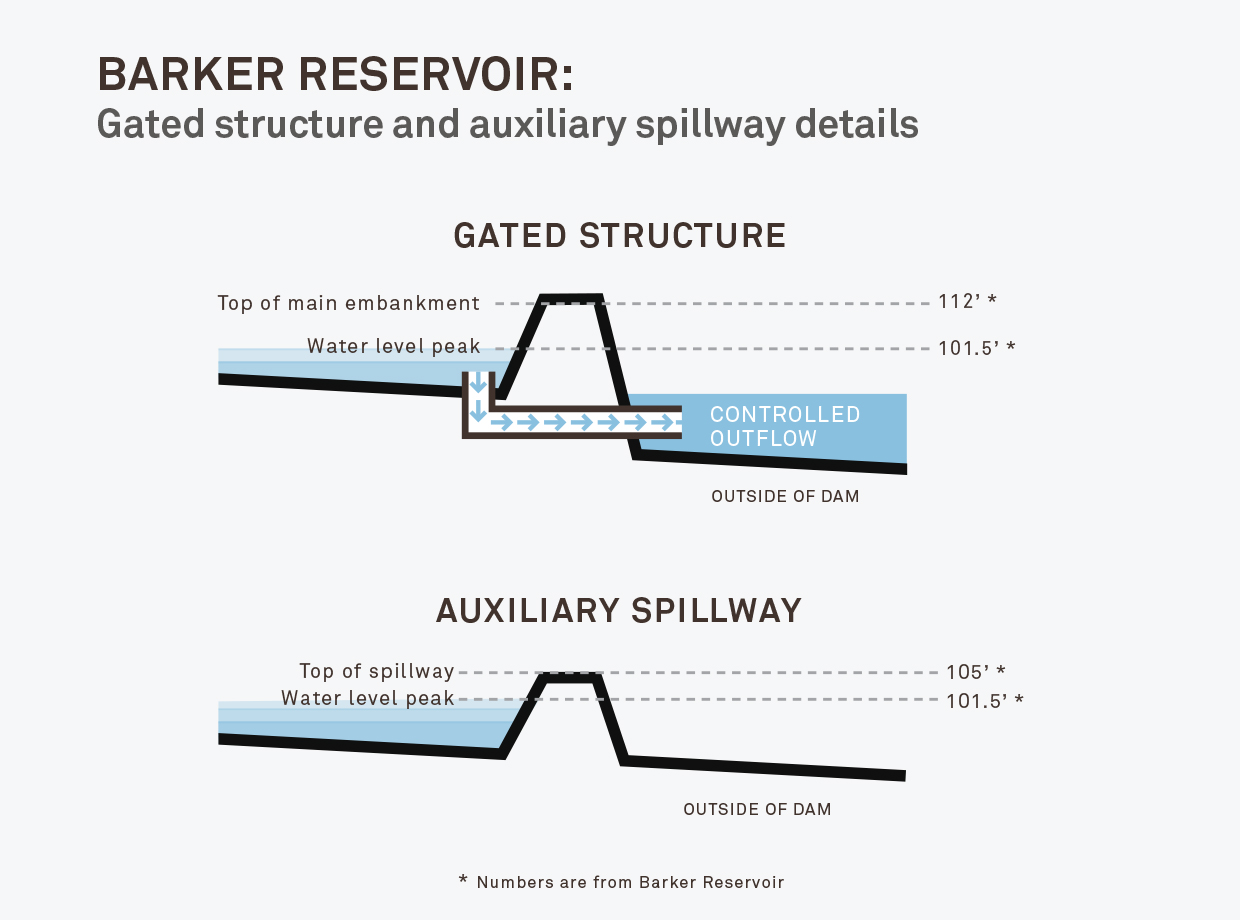 BARKER RESERVOIR:
Gated structure and auxiliary spillway details
GATED STRUCTURE
Top of main embankment 112’ *
Water level peak 101.5’ *
CONTROLLED
OUTFLOW
OUTSIDE OF DAM
AUXILIARY SPILLWAY
Top of spillway 105’ *
Water level peak 101.5’ *
OUTSIDE OF DAM
* Numbers are from Barker Reservoir